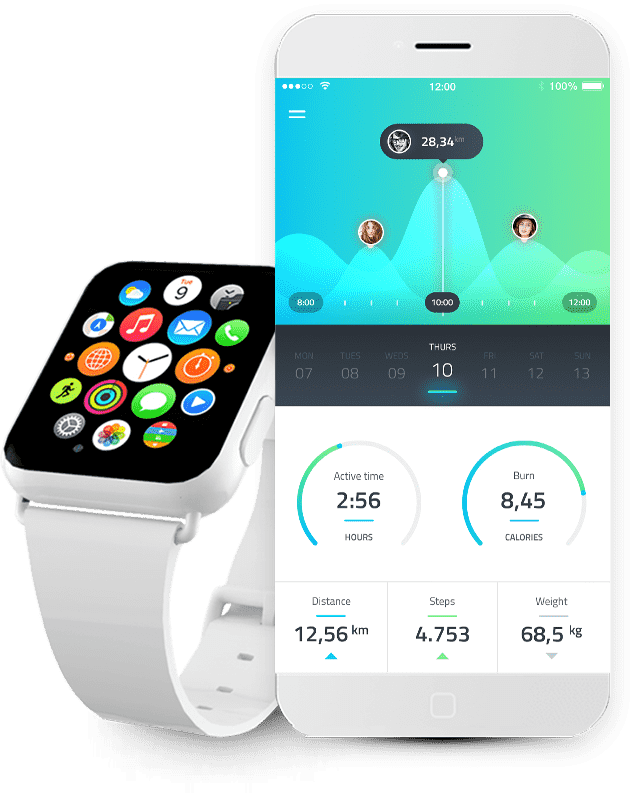 12:00
100%
28,34 km
8:00
10:00
12:00
THURS
MON TUES WEDS FRI SAT SUN
07 08 09 10 11 12 13
Active time
2:56
HOURS
Burn
8,45
CALORIES
Distance
12,56 km
Steps
4.753
Weight
68,5 kg
Tue
9